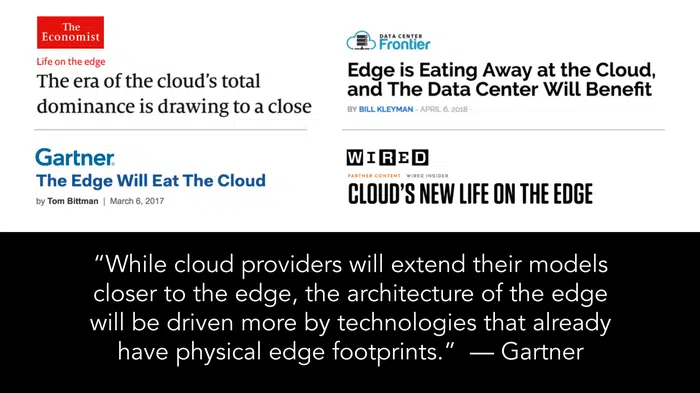 The
Economist
Life on the edge
The era of the cloud's total
dominance is drawing to a close
DATA CENTER
Frontier
Edge is Eating Away at the Cloud,
and The Data Center Will Benefit
BY BILL KLEYMAN - APRIL 6, 2018
Gartner
The Edge Will Eat The Cloud
by Tom Bittman | March 6, 2017
WIRED
PARTNER CONTENT WIRED INSIDER
CLOUD'S NEW LIFE ON THE EDGE
“While cloud providers will extend their models
closer to the edge, the architecture of the edge
will be driven more by technologies that already
have physical edge footprints.” — Gartner